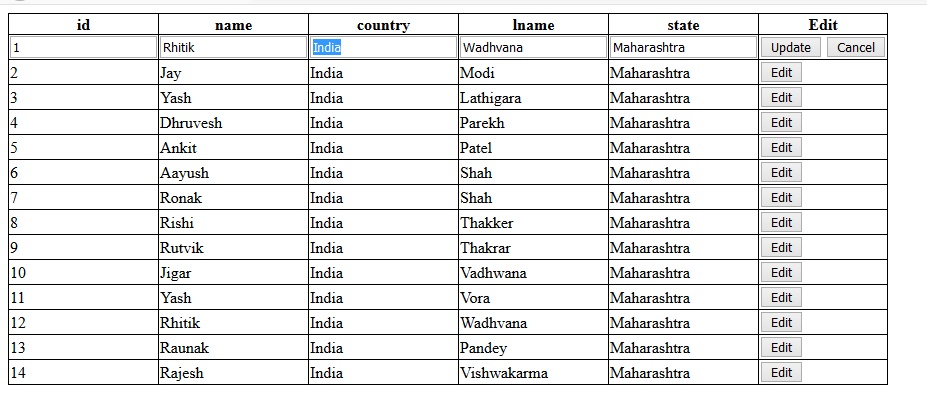 id name country lname state Edit
1 Rhitik India Wadhvana Maharashtra Update Cancel
2 Jay India Modi Maharashtra Edit
3 Yash India Lathigara Maharashtra Edit
4 Dhruvesh India Parekh Maharashtra Edit
5 Ankit India Patel Maharashtra Edit
6 Aayush India Shah Maharashtra Edit
7 Ronak India Shah Maharashtra Edit
8 Rishi India Thakker Maharashtra Edit
9 Rutvik India Thakrar Maharashtra Edit
10 Jigar India Vadhwana Maharashtra Edit
11 Yash India Vora Maharashtra Edit
12 Rhitik India Wadhvana Maharashtra Edit
13 Raunak India Pandey Maharashtra Edit
14 Rajesh India Vishwakarma Maharashtra Edit